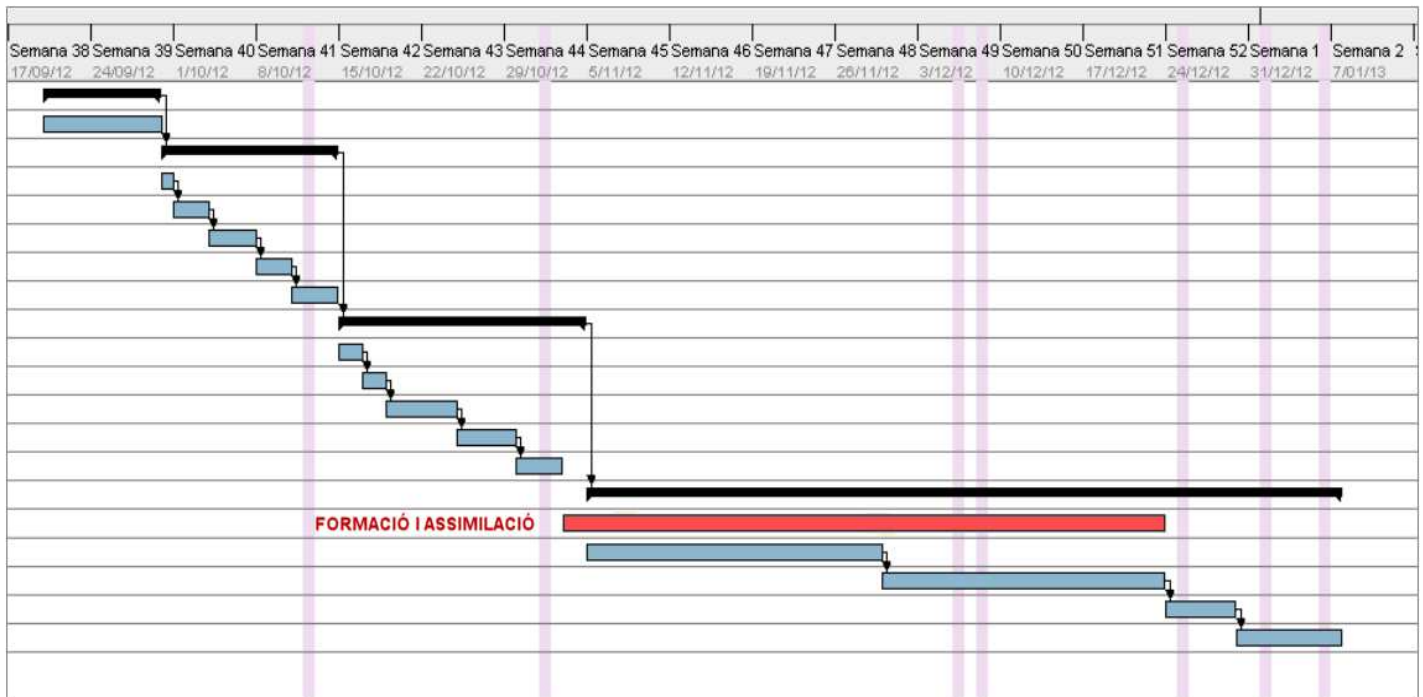 Semana 38 Semana 39 Semana 40 Semana 41 Semana 42 Semana 43 Semana 44 Semana 45 Semana 46 Semana 47 Semana 48 Semana 49 Semana 50 Semana 51 Semana 52 Semana 1 Semana 2
17/09/12 24/09/12 1/10/12 8/10/12 15/10/12 22/10/12 29/10/12 5/11/12 12/11/12 19/11/12 26/11/12 3/12/12 10/12/12 17/12/12 24/12/12 31/12/12 7/01/13
FORMACIÓ I ASSIMILACIÓ